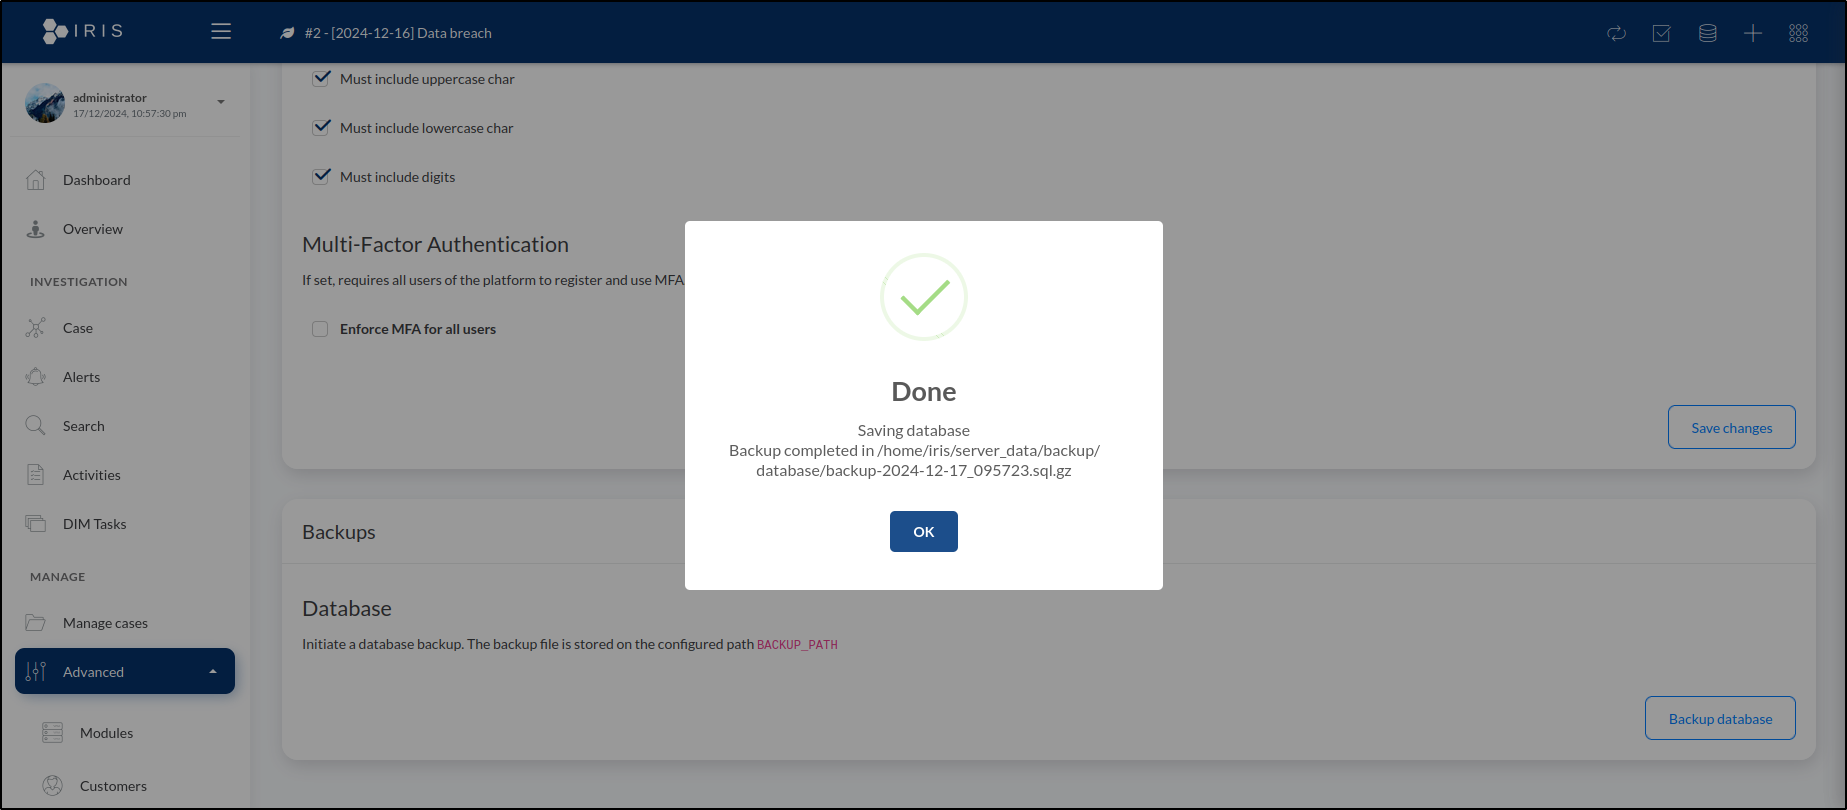 IRIS
#2 - [2024-12-16] Data breach
administrator
17/12/2024, 10:57:30 pm
Dashboard
Overview
INVESTIGATION
Case
Alerts
Search
Activities
DIM Tasks
MANAGE
Manage cases
Advanced
Modules
Customers
Must include uppercase char
Must include lowercase char
Must include digits
Multi-Factor Authentication
If set, requires all users of the platform to register and use MFA
Enforce MFA for all users
Save changes
Backups
Database
Initiate a database backup. The backup file is stored on the configured path BACKUP_PATH
Backup database
Done
Saving database
Backup completed in /home/iris/server_data/backup/
database/backup-2024-12-17_095723.sql.gz
OK